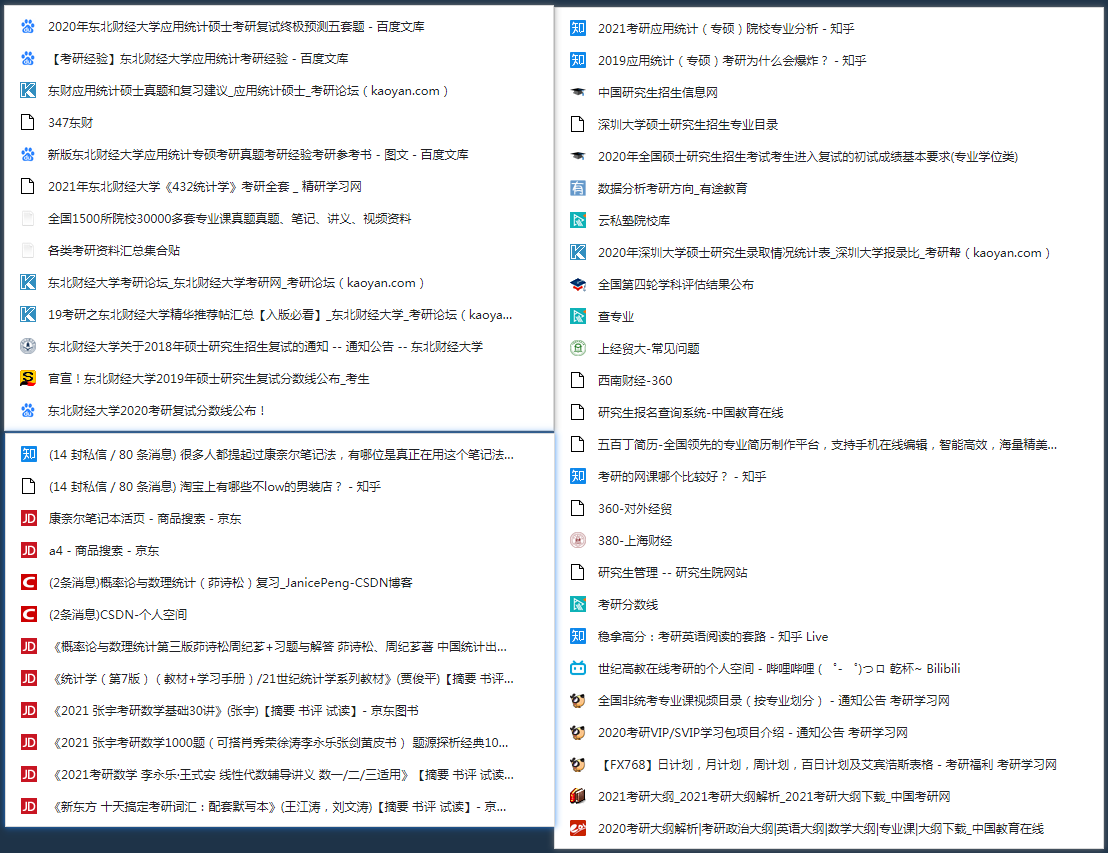 2020年东北财经大学应用统计硕士考研复试终极预测五套题 - 百度文库
【考研经验】东北财经大学应用统计考研经验 - 百度文库
东财应用统计硕士真题和复习建议_应用统计硕士_考研论坛（kaoyan.com）
347东财
新版东北财经大学应用统计专硕考研真题考研经验考研参考书 - 图文 - 百度文库
2021年东北财经大学《432统计学》考研全套 _ 精研学习网
全国1500所院校30000多套专业课真题真题、笔记、讲义、视频资料
各类考研资料汇总集合贴
东北财经大学考研论坛_东北财经大学考研网_考研论坛（kaoyan.com）
19考研之东北财经大学精华推荐帖汇总【入版必看】_东北财经大学_考研论坛（kaoya...
东北财经大学关于2018年硕士研究生招生复试的通知 -- 通知公告 -- 东北财经大学
官宣！东北财经大学2019年硕士研究生复试分数线公布_考生
东北财经大学2020考研复试分数线公布！
(14 封私信 / 80 条消息) 很多人都提起过康奈尔笔记法，有哪位是真正在用这个笔记法...
(14 封私信 / 80 条消息) 淘宝上有哪些不low的男装店？ - 知乎
康奈尔笔记本活页 - 商品搜索 - 京东
a4 - 商品搜索 - 京东
(2条消息)概率论与数理统计（茆诗松）复习_JanicePeng-CSDN博客
(2条消息)CSDN-个人空间
《概率论与数理统计第三版茆诗松周纪芗+习题与解答 茆诗松、周纪芗著 中国统计出...
《统计学（第7版）（教材+学习手册）/21世纪统计学系列教材》(贾俊平)【摘要 书评...
《2021 张宇考研数学基础30讲》(张宇)【摘要 书评 试读】- 京东图书
《2021 张宇考研数学1000题（可搭肖秀荣徐涛李永乐张剑黄皮书） 题源探析经典10...
《2021考研数学 李永乐·王式安 线性代数辅导讲义 数一/二/三适用》【摘要 书评 试读...
《新东方 十天搞定考研词汇：配套默写本》(王江涛，刘文涛)【摘要 书评 试读】- 京...
2021考研应用统计（专硕）院校专业分析 - 知乎
2019应用统计（专硕）考研为什么会爆炸？ - 知乎
中国研究生招生信息网
深圳大学硕士研究生招生专业目录
2020年全国硕士研究生招生考试考生进入复试的初试成绩基本要求(专业学位类)
数据分析考研方向_有途教育
云私塾院校库
2020年深圳大学硕士研究生录取情况统计表_深圳大学报录比_考研帮（kaoyan.com）
全国第四轮学科评估结果公布
查专业
上经贸大-常见问题
西南财经-360
研究生报名查询系统-中国教育在线
五百丁简历-全国领先的专业简历制作平台，支持手机在线编辑，智能高效，海量精美...
考研的网课哪个比较好？ - 知乎
360-对外经贸
380-上海财经
研究生管理 -- 研究生院网站
考研分数线
稳拿高分：考研英语阅读的套路 - 知乎 Live
世纪高教在线考研的个人空间 - 哔哩哔哩 ( ゜- ゜)つロ 乾杯~ Bilibili
全国非统考专业课视频目录（按专业划分） - 通知公告 考研学习网
2020考研VIP/SVIP学习包项目介绍 - 通知公告 考研学习网
【FX768】日计划，月计划，周计划，百日计划及艾宾浩斯表格 - 考研福利 考研学习网
2021考研大纲_2021考研大纲解析_2021考研大纲下载_中国考研网
2020考研大纲解析|考研政治大纲|英语大纲|数学大纲|专业课|大纲下载_中国教育在线